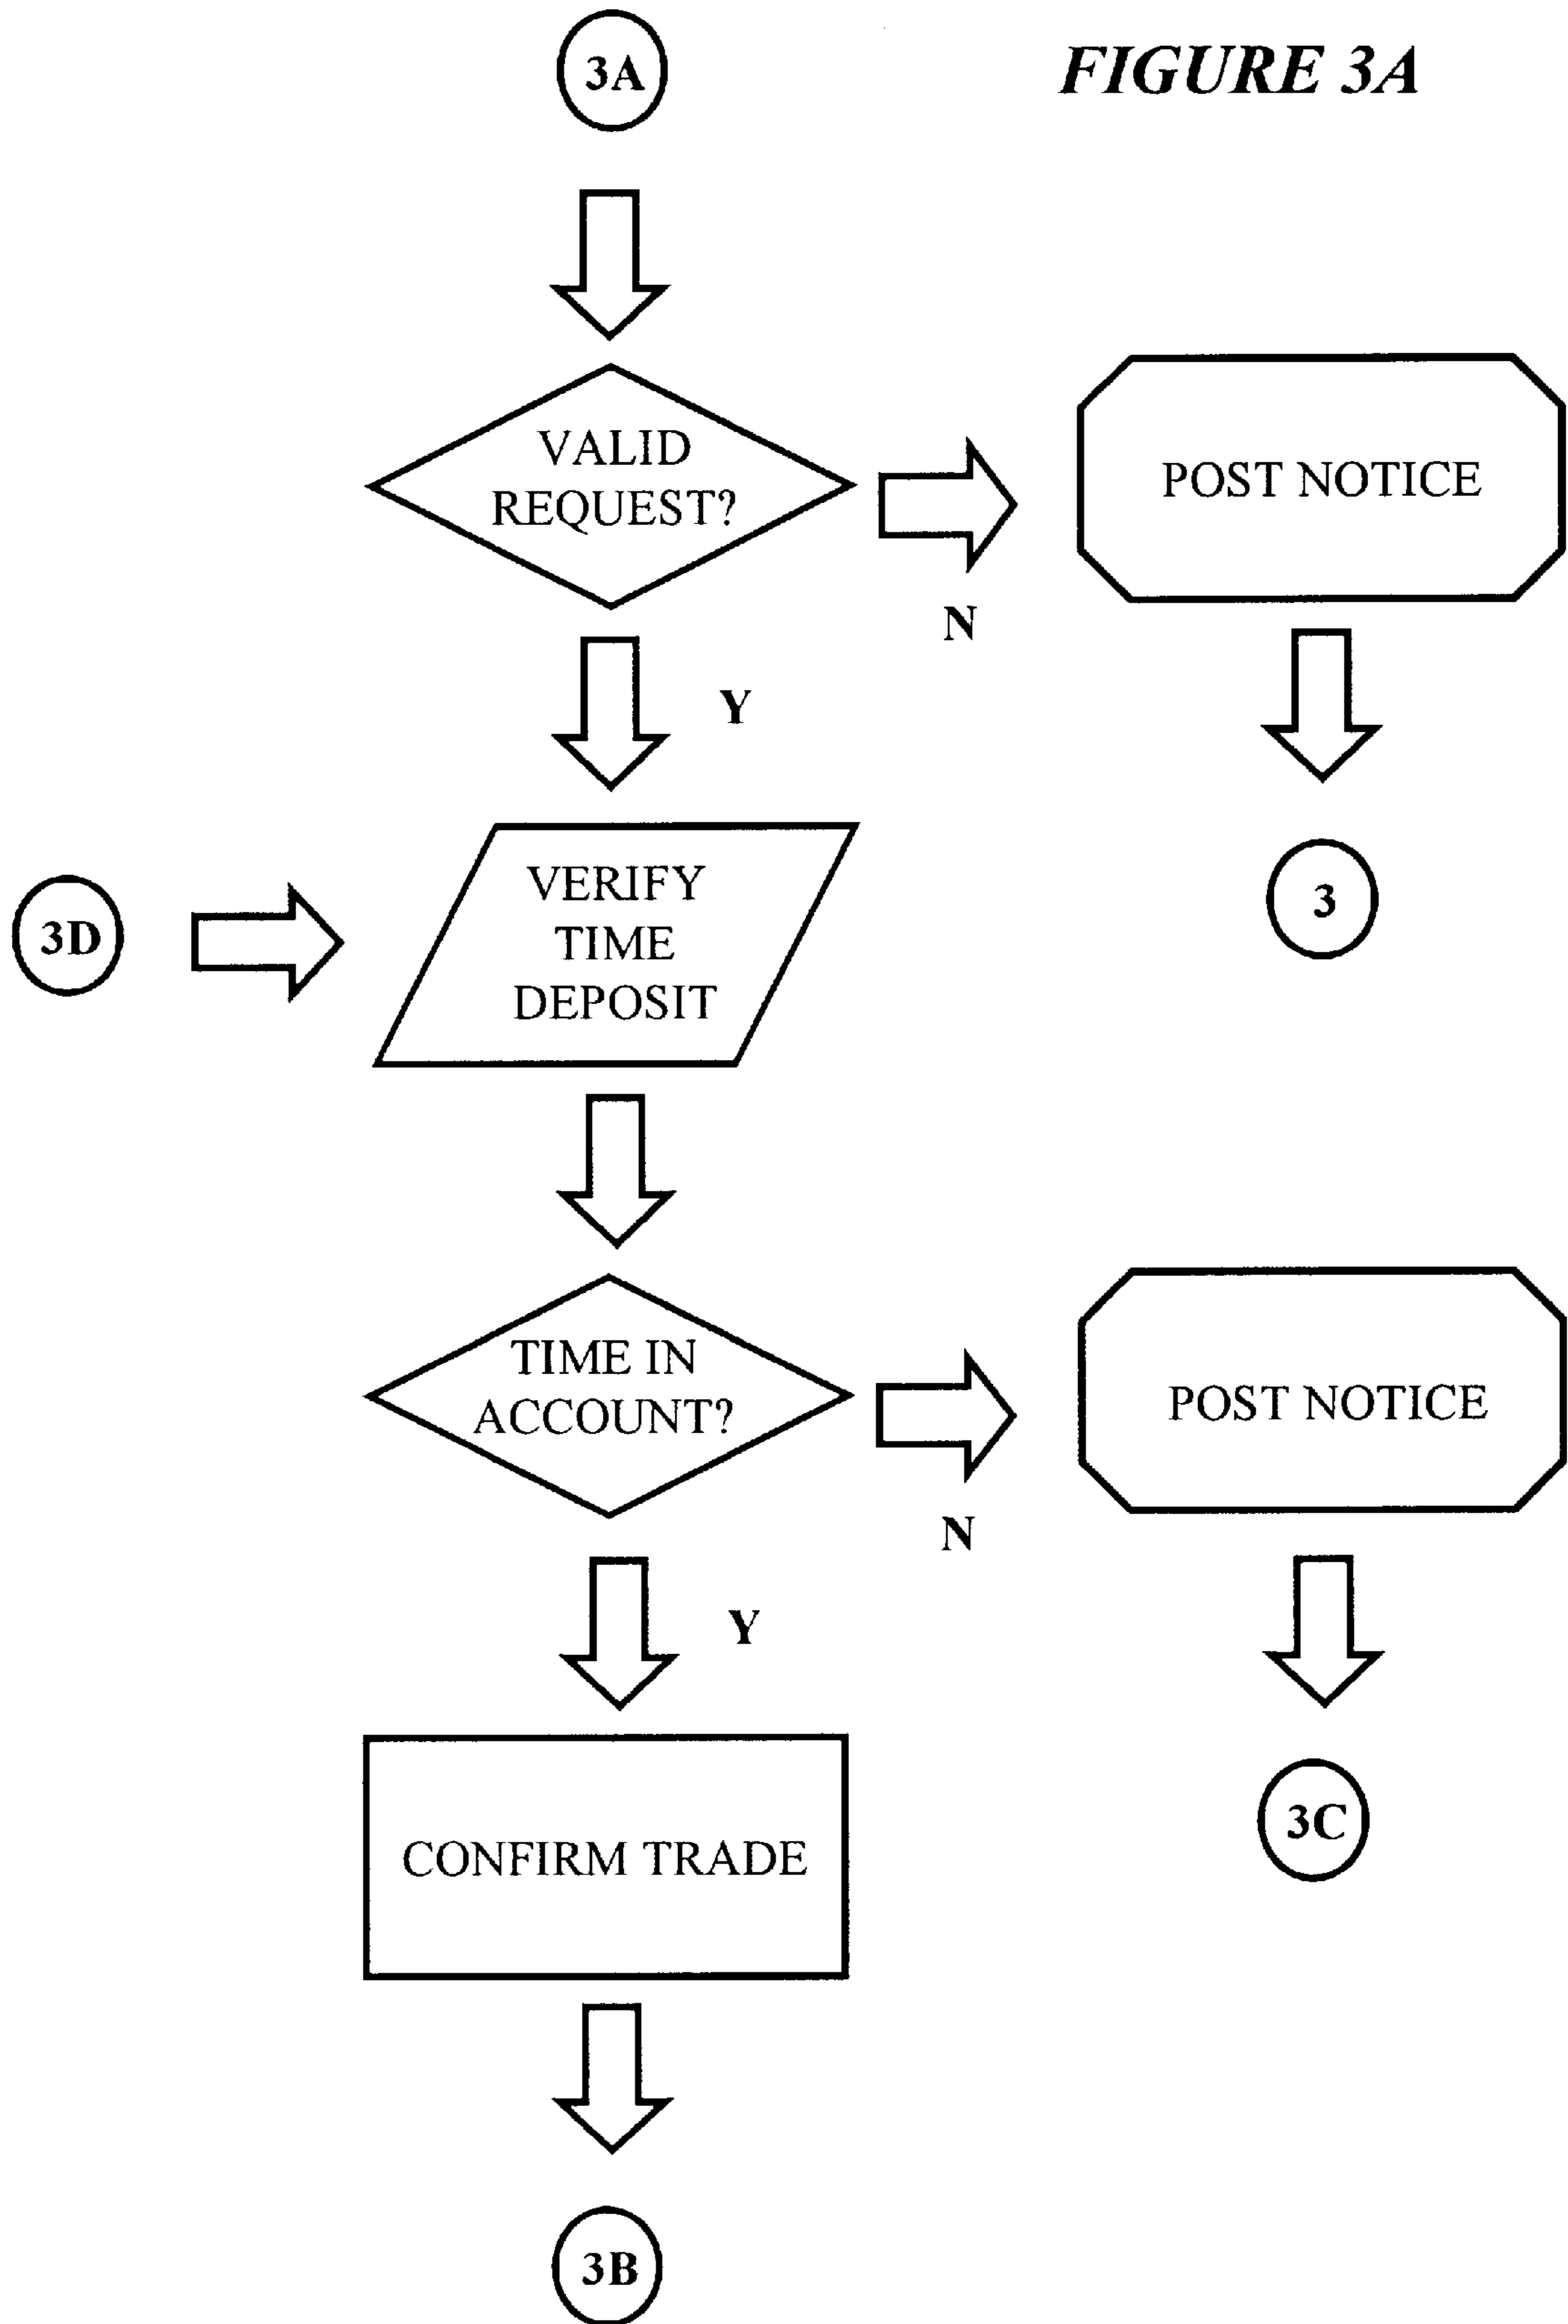 3A
FIGURE 3A
VALID
REQUEST?
POST NOTICE
N
Y
3D
VERIFY
TIME
DEPOSIT
3
TIME IN
ACCOUNT?
POST NOTICE
N
Y
CONFIRM TRADE
3C
3B